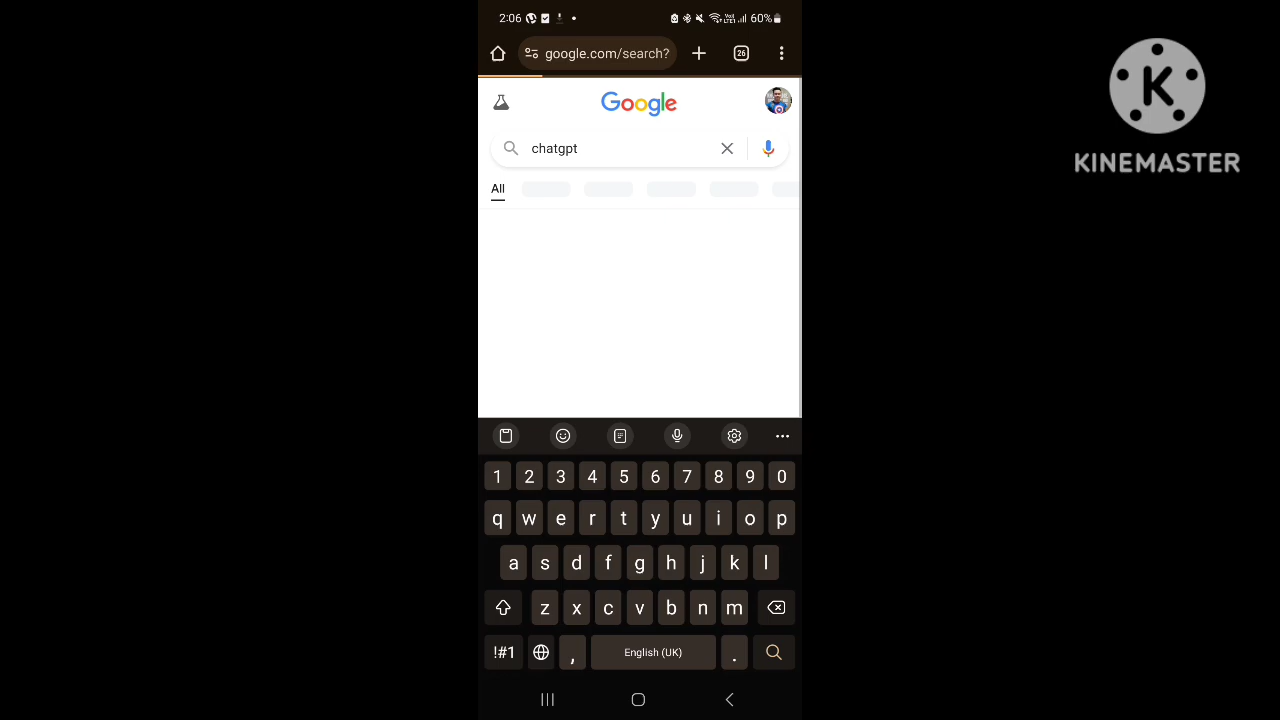 2:06 60%
google.com/search? 26
K
KINEMASTER
Google
chatgpt
All
1 2 3 4 5 6 7 8 9 0
q w e r t y u i o p
a s d f g h j k l
z x c v b n m
!#1 , English (UK) .